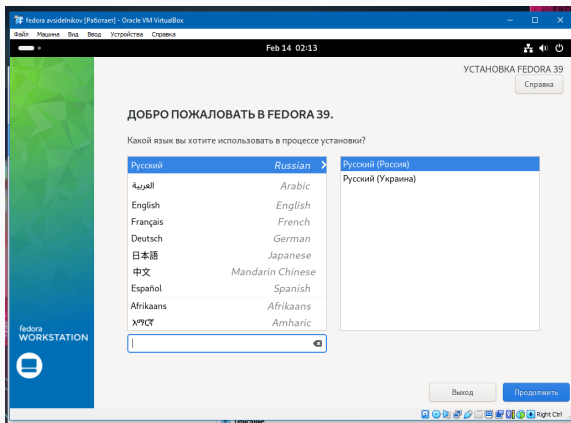 fedora avsidelnikov [Работает] - Oracle VM VirtualBox
Файл Машина Вид Ввод Устройства Справка
Feb 14 02:13
УСТАНОВКА FEDORA 39
Справка
ДОБРО ПОЖАЛОВАТЬ В FEDORA 39.
Какой язык вы хотите использовать в процессе установки?
Русский Russian
العربية Arabic
English English
Français French
Deutsch German
日本語 Japanese
中文 Mandarin Chinese
Español Spanish
Afrikaans Afrikaans
አማርኛ Amharic
Русский (Россия)
Русский (Украина)
fedora
WORKSTATION
Выход
Продолжить
Right Ctrl